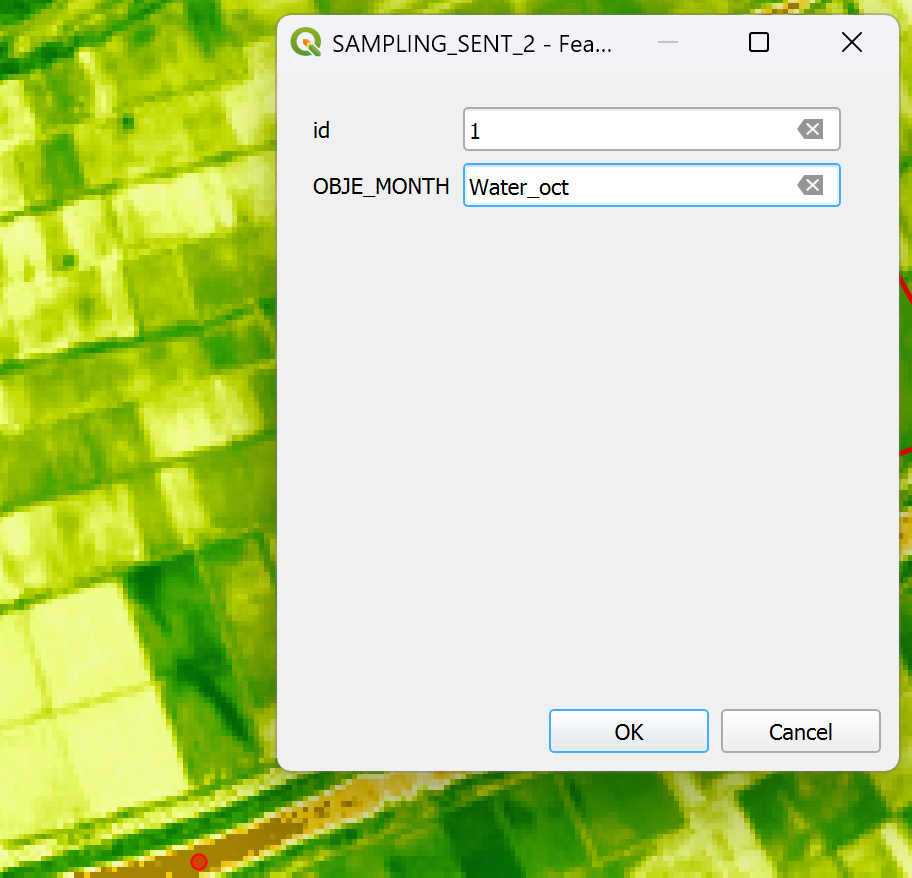 SAMPLING_SENT_2 - Fea...
id
1
OBJE_MONTH
Water_oct
OK
Cancel